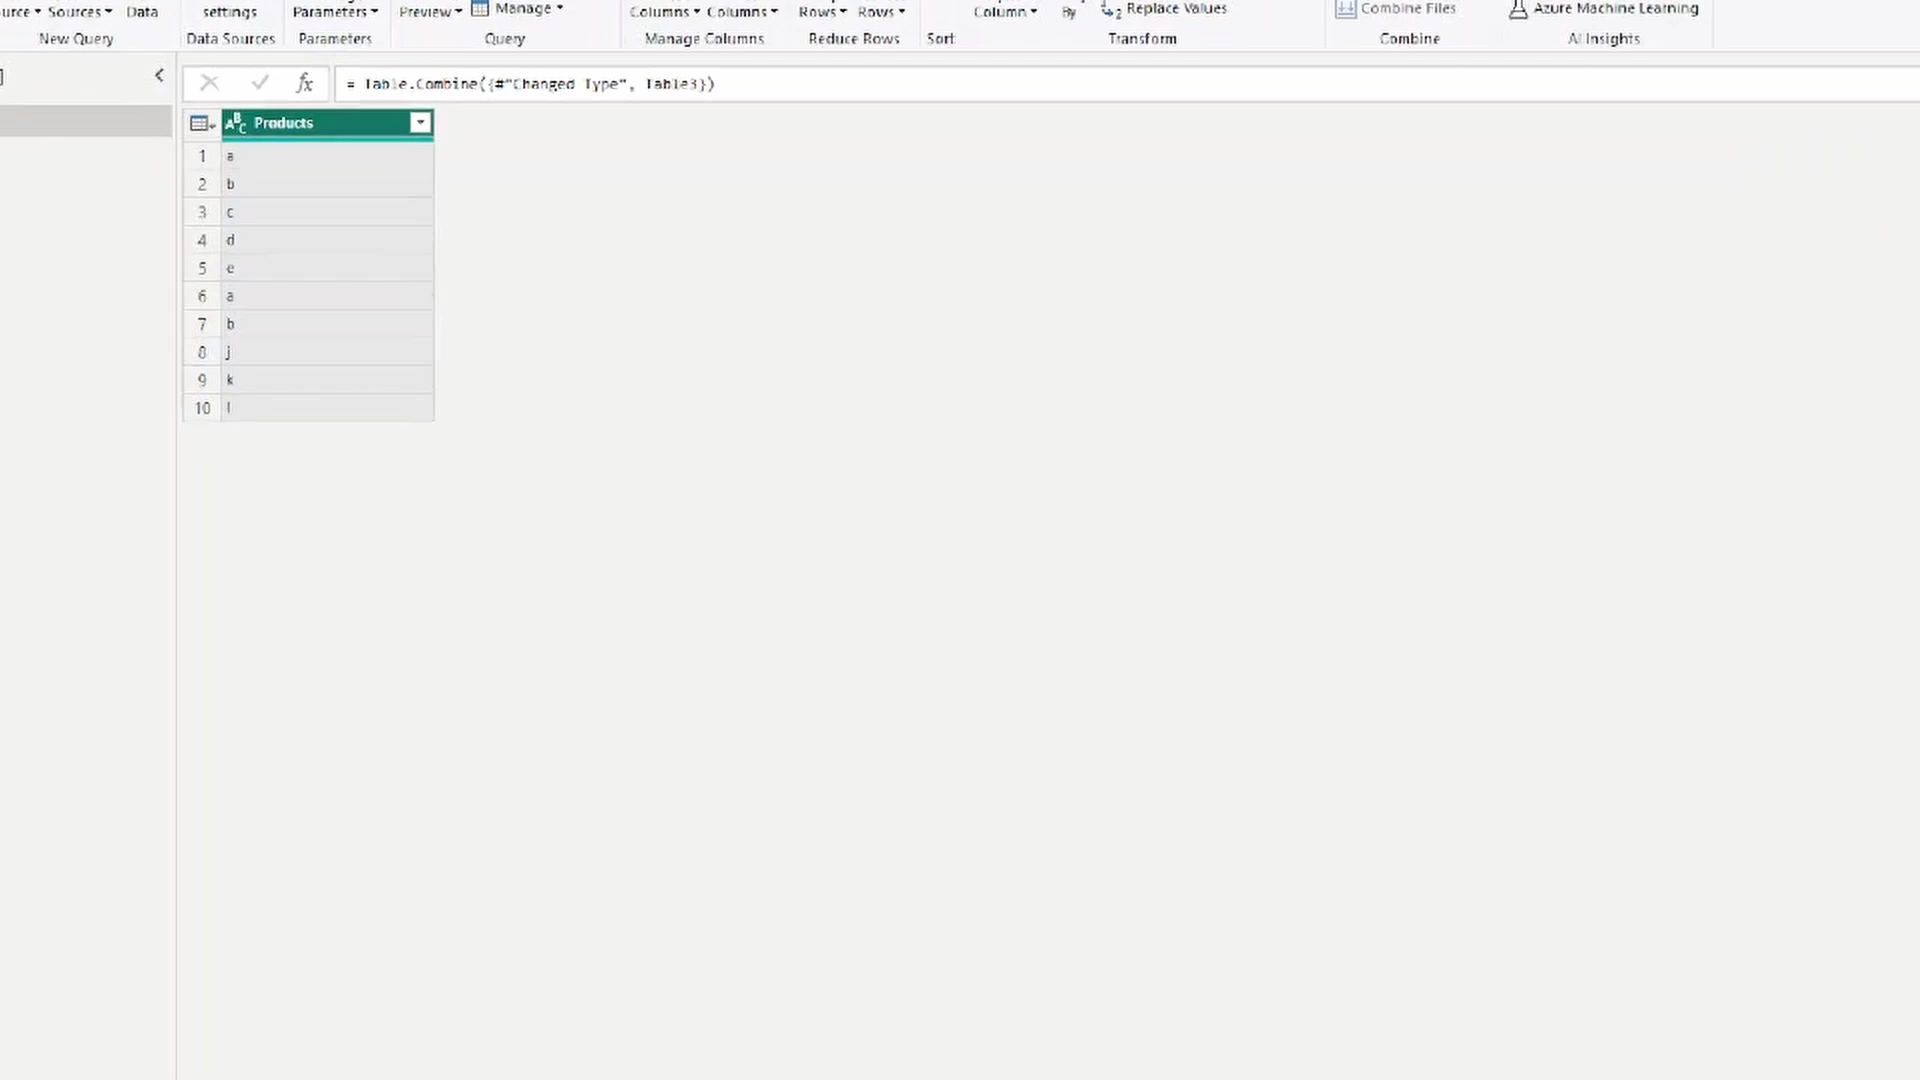 Sources Data settings Parameters Preview Manage Columns Columns Rows Rows Column By Replace Values Combine Files Azure Machine Learning
New Query Data Sources Parameters Query Manage Columns Reduce Rows Sort Transform Combine AI Insights
fx = Table.Combine({#"Changed Type", Table3})
ABC Products
1 a
2 b
3 c
4 d
5 e
6 a
7 b
8 j
9 k
10 l